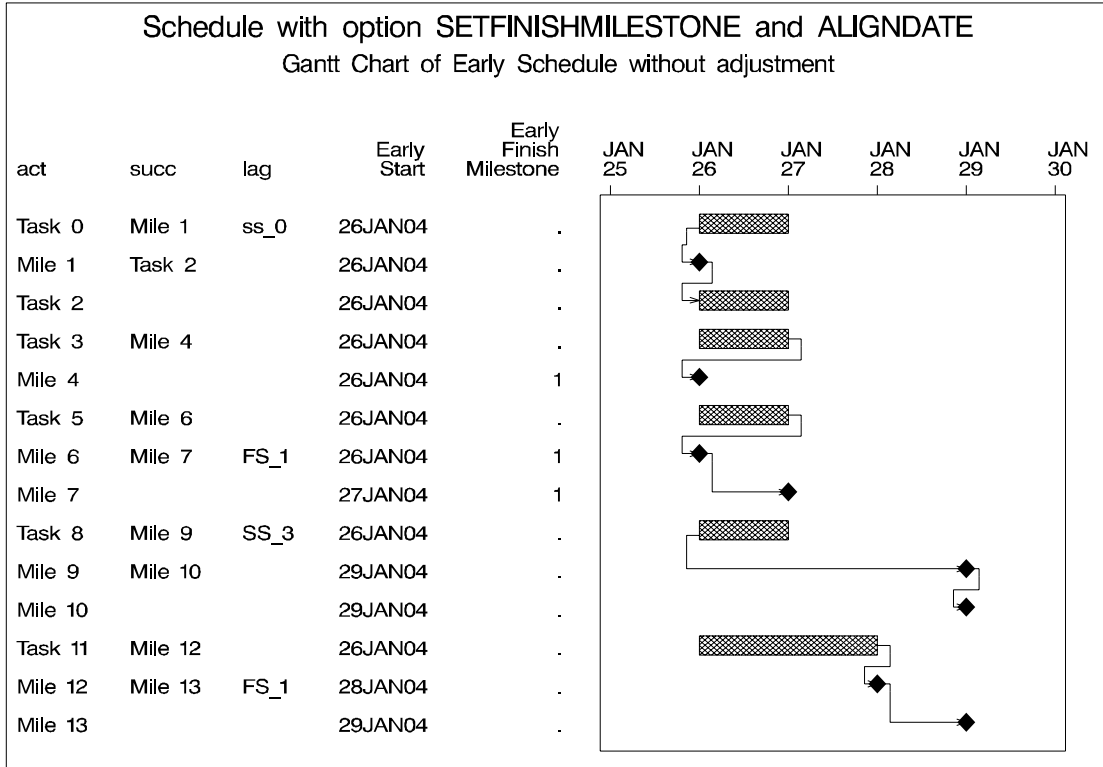 Schedule with option SETFINISHMILESTONE and ALIGNDATE
Gantt Chart of Early Schedule without adjustment
act succ lag Early Start Early Finish Milestone JAN 25 JAN 26 JAN 27 JAN 28 JAN 29 JAN 30
Task 0 Mile 1 ss_0 26JAN04 .
Mile 1 Task 2 26JAN04 .
Task 2 26JAN04 .
Task 3 Mile 4 26JAN04 .
Mile 4 26JAN04 1
Task 5 Mile 6 26JAN04 .
Mile 6 Mile 7 FS_1 26JAN04 1
Mile 7 27JAN04 1
Task 8 Mile 9 SS_3 26JAN04 .
Mile 9 Mile 10 29JAN04 .
Mile 10 29JAN04 .
Task 11 Mile 12 26JAN04 .
Mile 12 Mile 13 FS_1 28JAN04 .
Mile 13 29JAN04 .